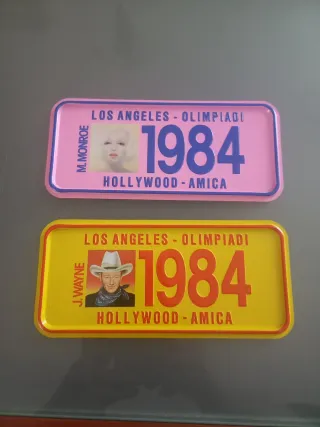 LOS ANGELES - OLIMPIADI
M. MONROE
1984
HOLLYWOOD - AMICA
LOS ANGELES - OLIMPIADI
J. WAYNE
1984
HOLLYWOOD - AMICA